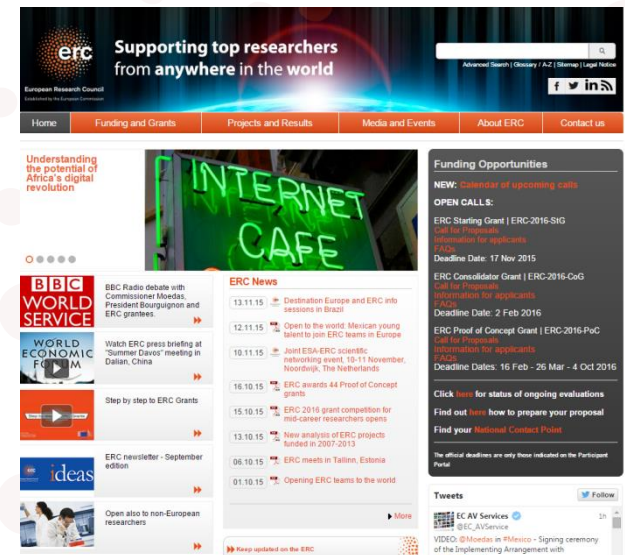 erc
European Research Council
Established by the European Commission
Supporting top researchers
from anywhere in the world
Advanced Search | Glossary / A-Z | Sitemap | Legal Notice
Home
Funding and Grants
Projects and Results
Media and Events
About ERC
Contact us
Understanding
the potential of
Africa's digital
revolution
INTERNET
CAFE
BBC
WORLD
SERVICE
BBC Radio debate with
Commissioner Moedas,
President Bourguignon and
ERC grantees.
WORLD
ECONOMIC
FORUM
Watch ERC press briefing at
"Summer Davos" meeting in
Dalian, China
Step by step to ERC Grants
ideas
ERC newsletter - September
edition
Open also to non-European
researchers
ERC News
13.11.15 Destination Europe and ERC info
sessions in Brazil
12.11.15 Open to the world: Mexican young
talent to join ERC teams in Europe
10.11.15 Joint ESA-ERC scientific
networking event, 10-11 November,
Noordwijk, The Netherlands
16.10.15 ERC awards 44 Proof of Concept
grants
15.10.15 ERC 2016 grant competition for
mid-career researchers opens
13.10.15 New analysis of ERC projects
funded in 2007-2013
06.10.15 ERC meets in Tallinn, Estonia
01.10.15 Opening ERC teams to the world
More
Keep updated on the ERC
Funding Opportunities
NEW: Calendar of upcoming calls
OPEN CALLS:
ERC Starting Grant | ERC-2016-StG
Call for Proposals
Information for applicants
FAQs
Deadline Date: 17 Nov 2015
ERC Consolidator Grant | ERC-2016-CoG
Call for Proposals
Information for applicants
FAQs
Deadline Date: 2 Feb 2016
ERC Proof of Concept Grant | ERC-2016-PoC
Call for Proposals
Information for applicants
FAQs
Deadline Dates: 16 Feb - 26 Mar - 4 Oct 2016
Click here for status of ongoing evaluations
Find out here how to prepare your proposal
Find your National Contact Point
The official deadlines are only those indicated on the Participant
Portal
Tweets
Follow
EC AV Services 1h
@EC_AVService
VIDEO: @Moedas in #Mexico - Signing ceremony
of the Implementing Arrangement with